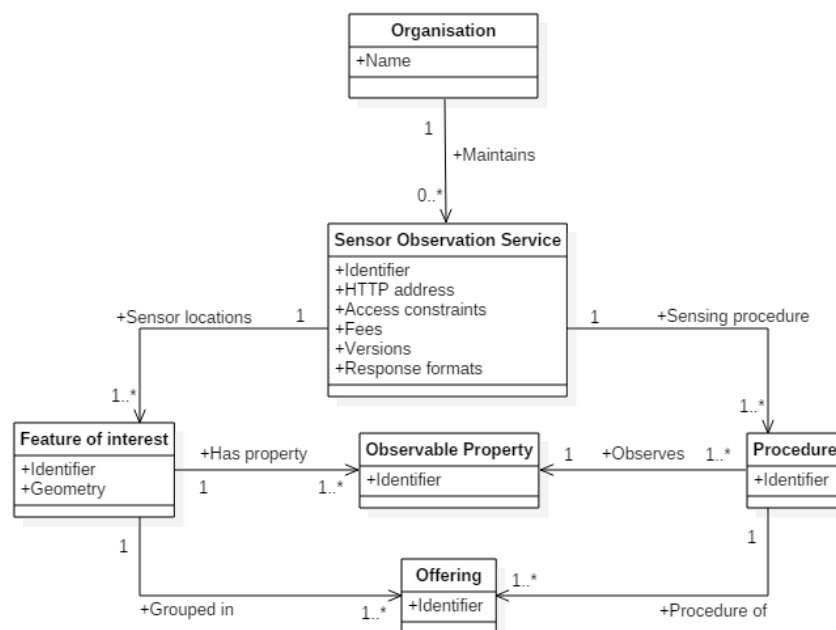 Organisation
+Name
1
+Maintains
0..*
Sensor Observation Service
+Identifier
+HTTP address
+Access constraints
+Fees
+Versions
+Response formats
+Sensor locations
1
1
+Sensing procedure
1..*
1..*
Feature of interest
+Identifier
+Geometry
+Has property
1
1..*
Observable Property
+Identifier
1
+Observes
1..*
Procedure
+Identifier
1
1
Offering
+Identifier
1..*
+Grouped in
1..*
+Procedure of